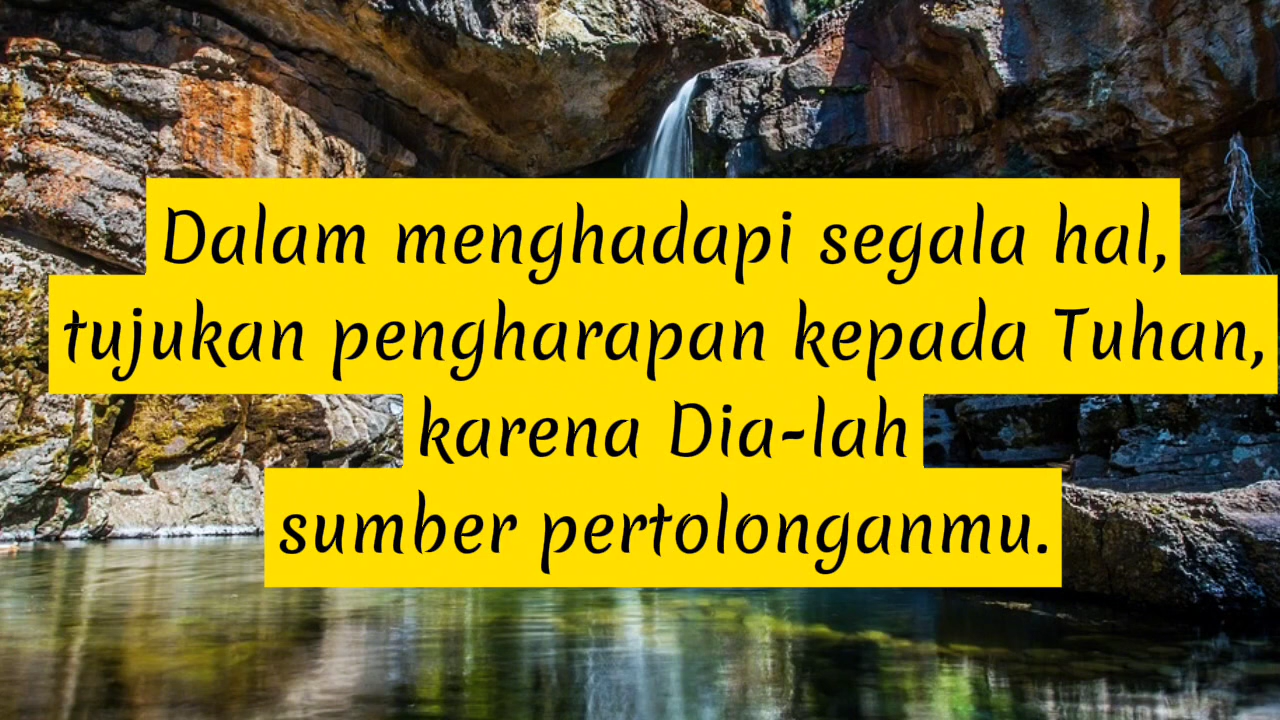 Dalam menghadapi segala hal,
tujukan pengharapan kepada Tuhan,
karena Dia-lah
sumber pertolonganmu.